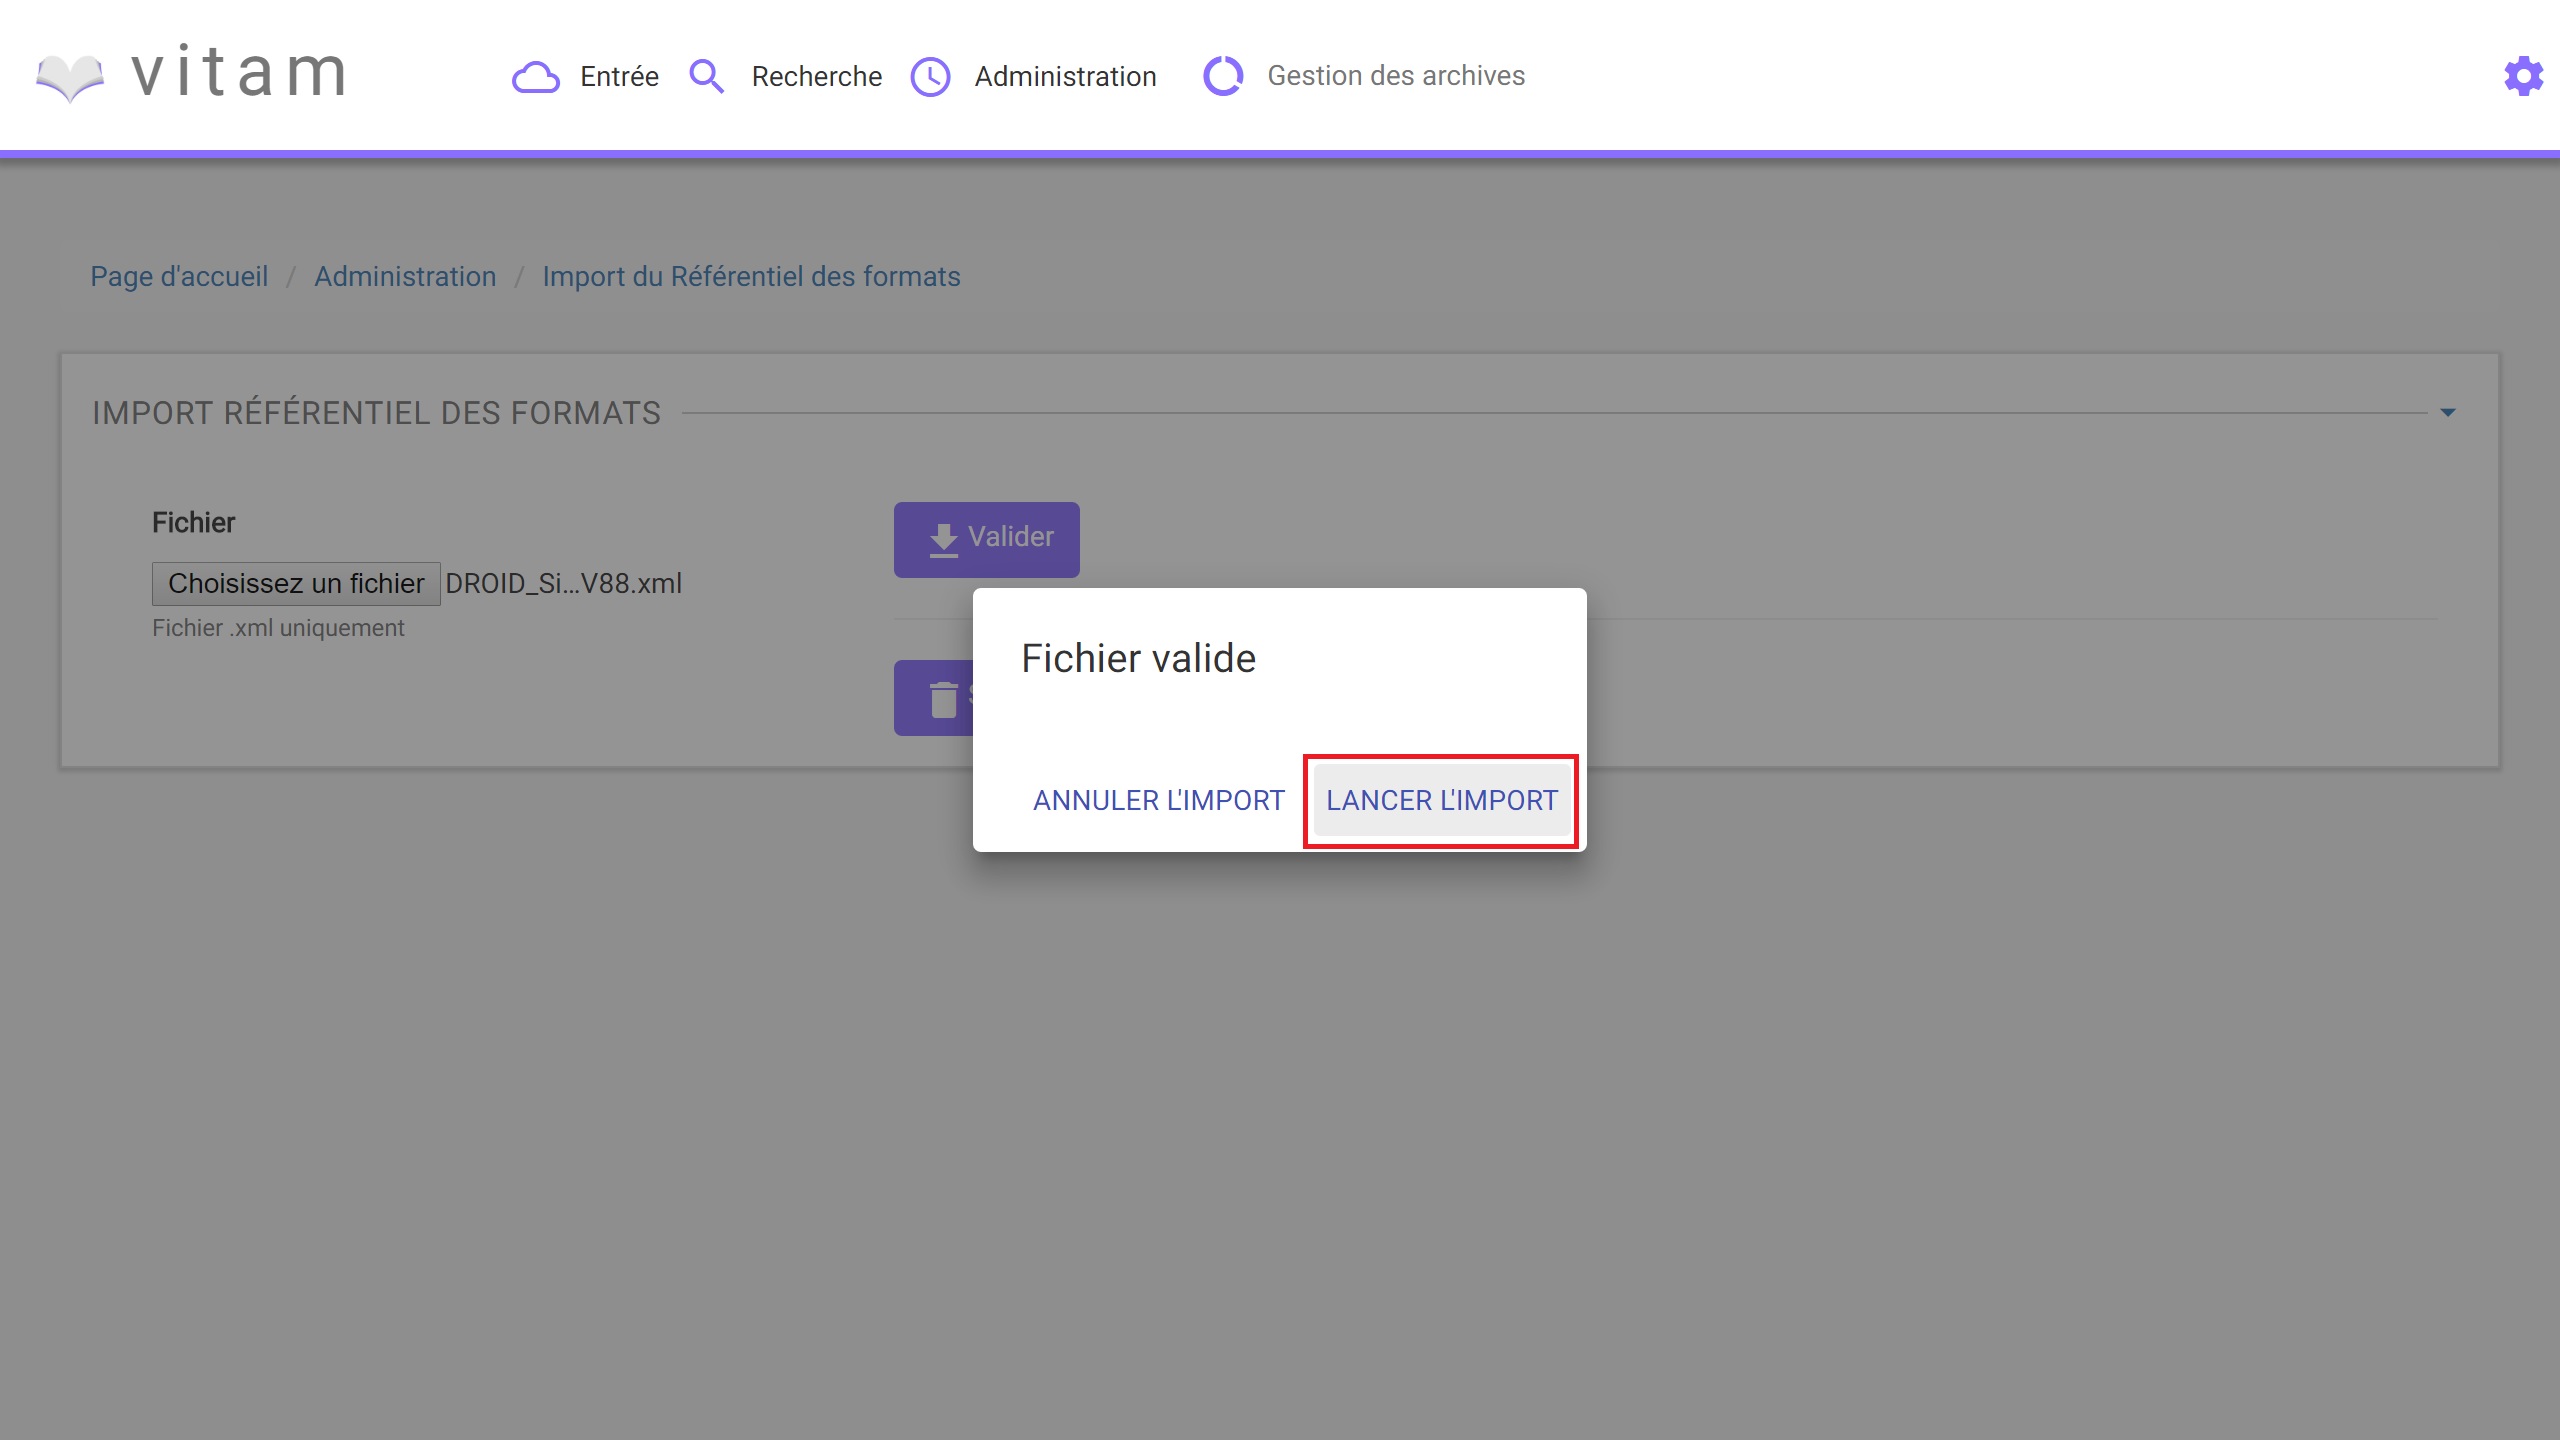 vitam
Entrée Recherche Administration Gestion des archives
Page d'accueil / Administration / Import du Référentiel des formats
IMPORT RÉFÉRENTIEL DES FORMATS
Fichier
Valider
Choisissez un fichier DROID_Si...V88.xml
Fichier .xml uniquement
Fichier valide
ANNULER L'IMPORT LANCER L'IMPORT